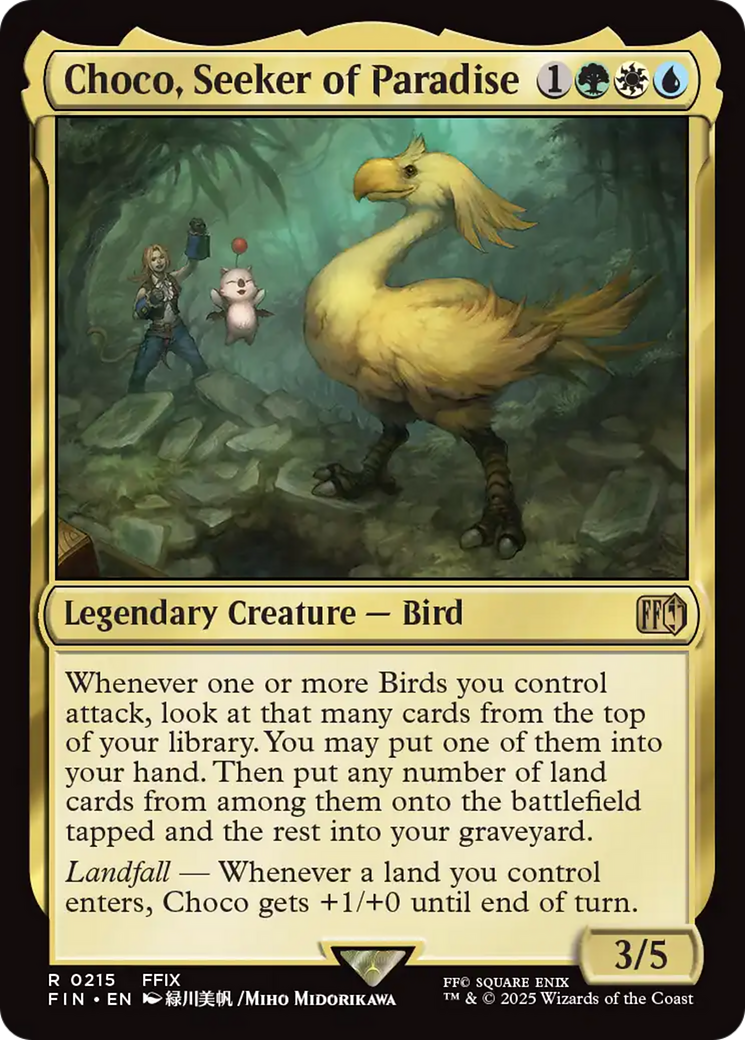 Choco, Seeker of Paradise 1
Legendary Creature — Bird FF
Whenever one or more Birds you control
attack, look at that many cards from the top
of your library. You may put one of them into
your hand. Then put any number of land
cards from among them onto the battlefield
tapped and the rest into your graveyard.
Landfall — Whenever a land you control
enters, Choco gets +1/+0 until end of turn.
3/5
R 0215 FFIX
FIN • EN 緑川美帆 /Miho Midorikawa
FF© SQUARE ENIX
™ & © 2025 Wizards of the Coast